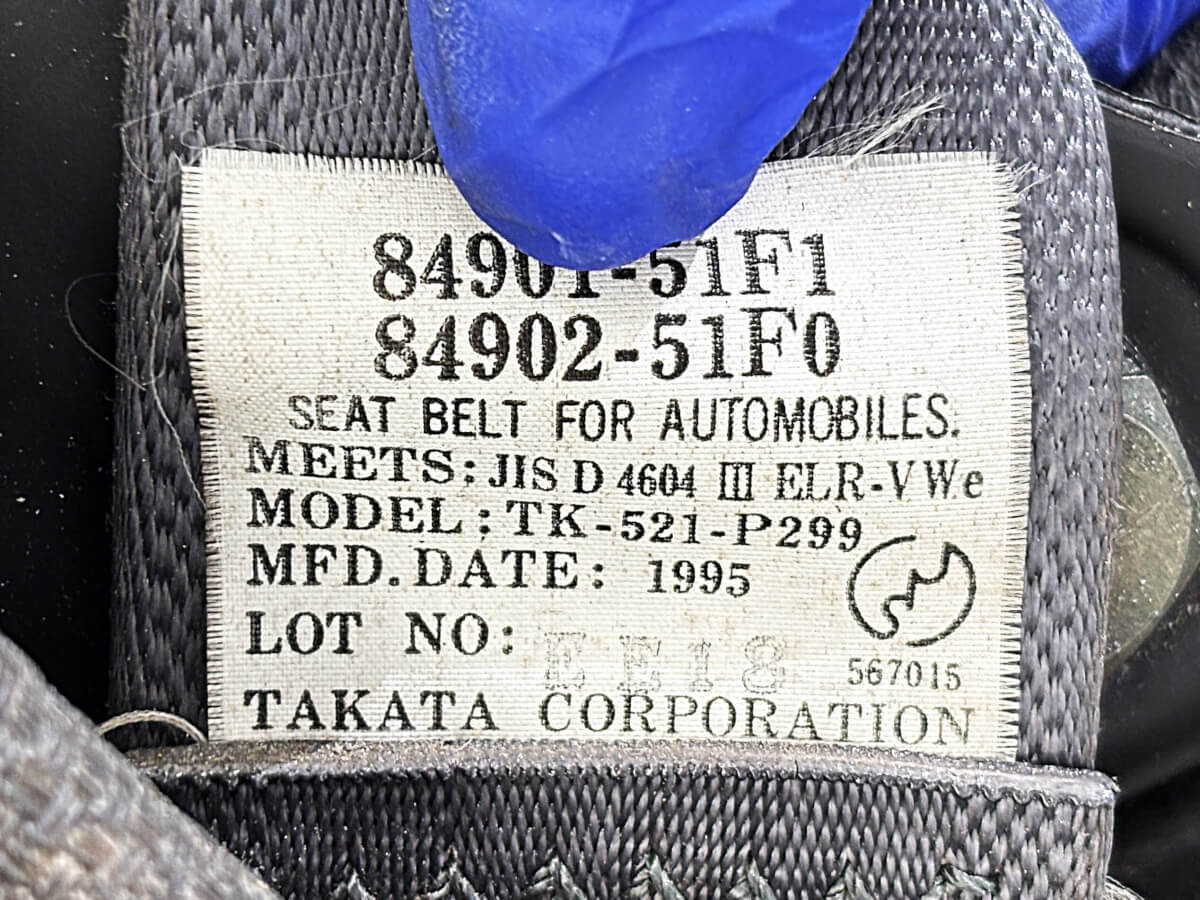 84901-51F1
84902-51F0
SEAT BELT FOR AUTOMOBILES.
MEETS: JIS D 4604 III ELR-VW.e
MODEL: TK-521-P299
MFD. DATE: 1995
LOT NO: EE18
567015
TAKATA CORPORATION